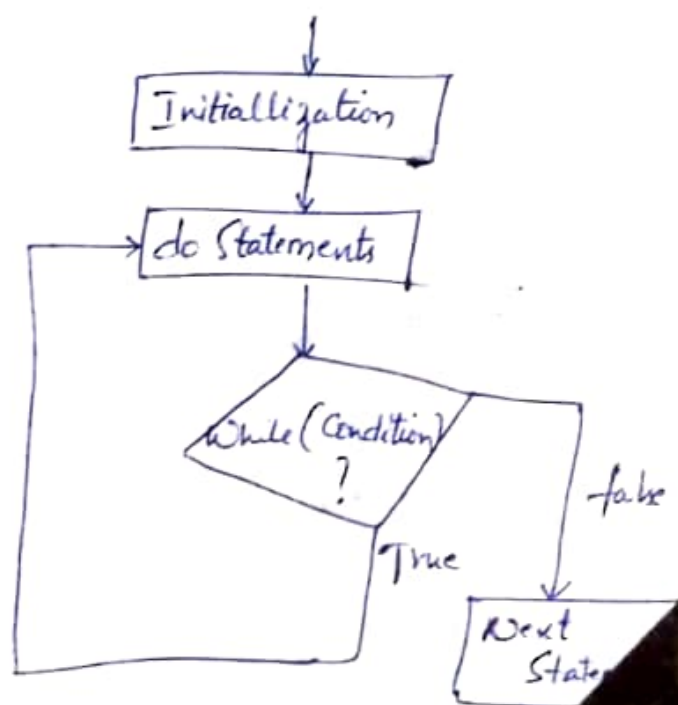 Initiallization
do Statements
While (Condition)
?
True
false
Next